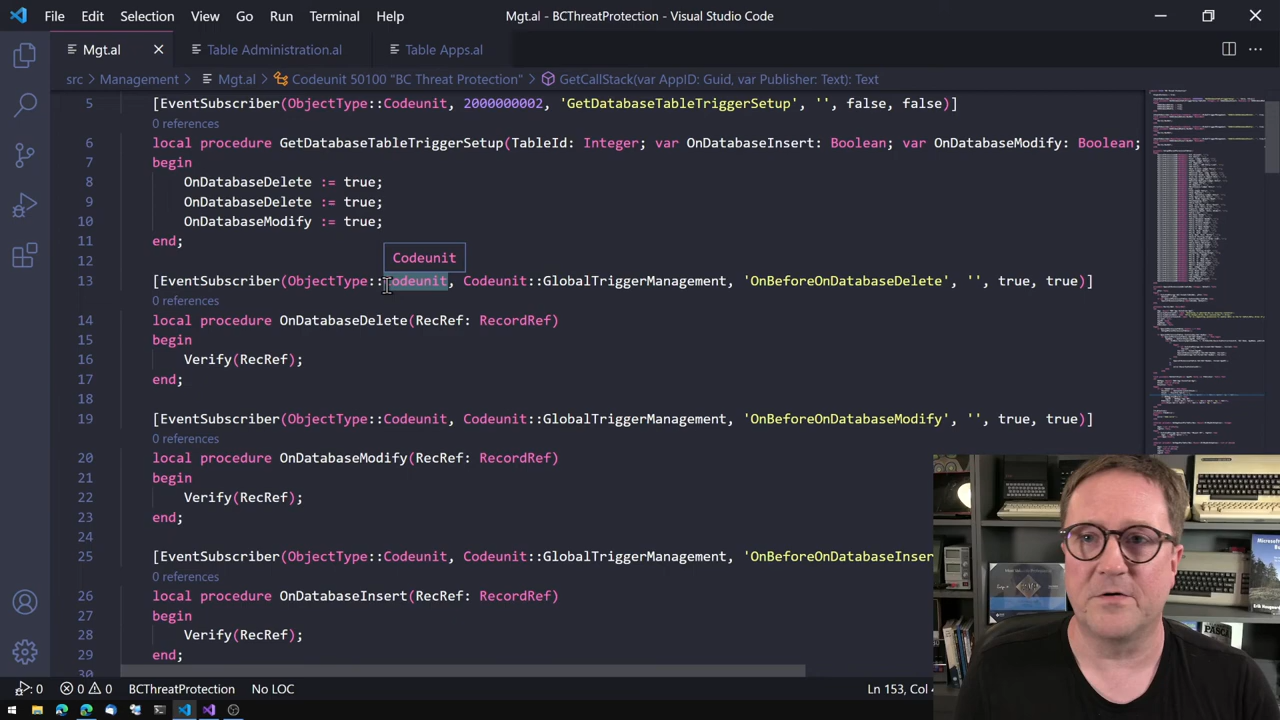 File Edit Selection View Go Run Terminal Help Mgt.al - BCThreatProtection - Visual Studio Code
Mgt.al Table Administration.al Table Apps.al
src > Management > Mgt.al > Codeunit 50100 "BC Threat Protection" > GetCallStack(var AppID: Guid, var Publisher: Text): Text
5 [EventSubscriber(ObjectType::Codeunit, 2000000002, 'GetDatabaseTableTriggerSetup', '', false, false)]
0 references
6 local procedure GetDatabaseTableTriggerSetup(TableId: Integer; var OnDatabaseInsert: Boolean; var OnDatabaseModify: Boolean;
7 begin
8 OnDatabaseDelete := true;
9 OnDatabaseDelete := true;
10 OnDatabaseModify := true;
11 end;
Codeunit
12
13 [EventSubscriber(ObjectType::Codeunit, Codeunit::GlobalTriggerManagement, 'OnBeforeOnDatabaseDelete', '', true, true)]
0 references
14 local procedure OnDatabaseDelete(RecRef: RecordRef)
15 begin
16 Verify(RecRef);
17 end;
18
19 [EventSubscriber(ObjectType::Codeunit, Codeunit::GlobalTriggerManagement, 'OnBeforeOnDatabaseModify', '', true, true)]
0 references
20 local procedure OnDatabaseModify(RecRef: RecordRef)
21 begin
22 Verify(RecRef);
23 end;
24
25 [EventSubscriber(ObjectType::Codeunit, Codeunit::GlobalTriggerManagement, 'OnBeforeOnDatabaseInser
0 references
26 local procedure OnDatabaseInsert(RecRef: RecordRef)
27 begin
28 Verify(RecRef);
29 end;
30
0 0 0 BCThreatProtection No LOC Ln 153, Col